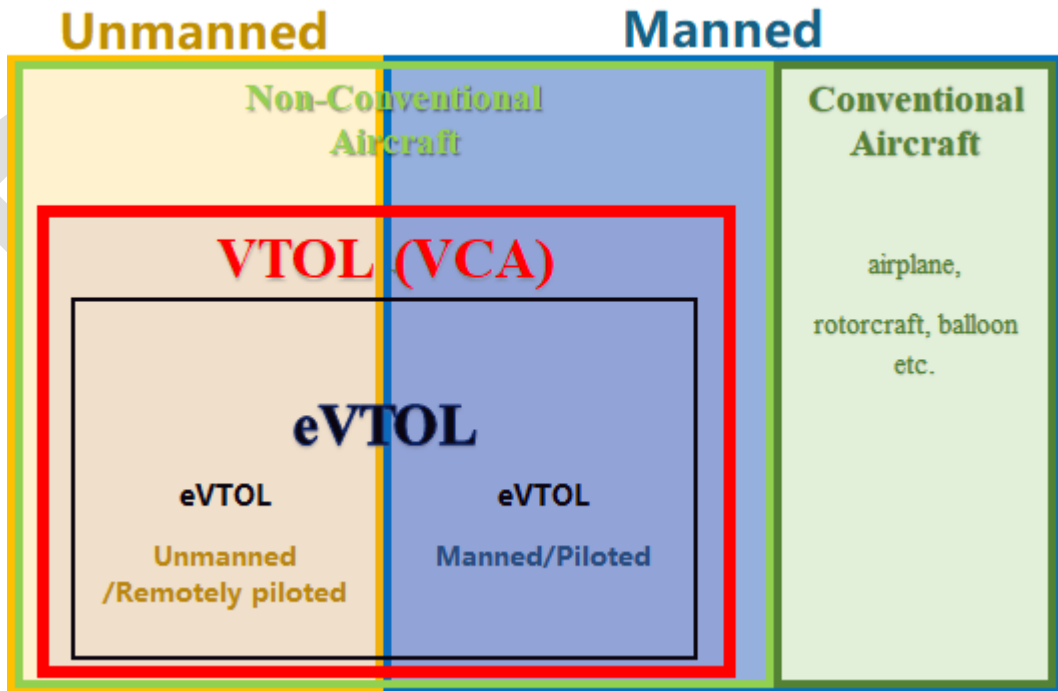 Unmanned
Manned
Non-Conventional
Aircraft
Conventional
Aircraft
VTOL (VCA)
airplane,
rotorcraft, balloon
etc.
eVTOL
eVTOL
Unmanned
/Remotely piloted
eVTOL
Manned/Piloted